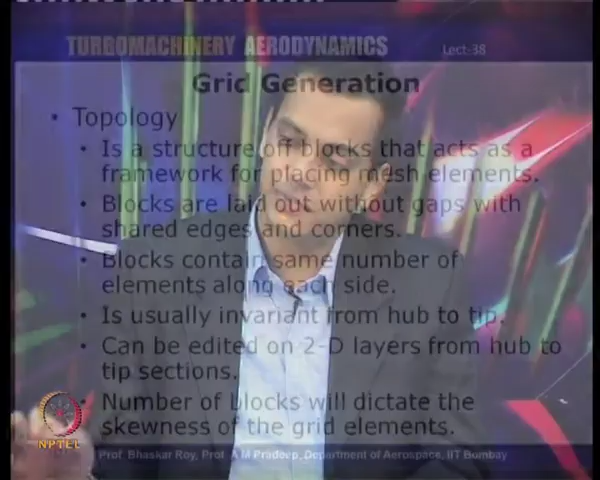 TURBOMACHINERY AERODYNAMICS
Lect-38
Grid Generation
• Topology
• Is a structure off blocks that acts as a
framework for placing mesh elements.
• Blocks are laid out without gaps with
shared edges and corners.
• Blocks contain same number of
elements along each side.
• Is usually invariant from hub to tip.
• Can be edited on 2-D layers from hub to
tip sections.
• Number of blocks will dictate the
skewness of the grid elements.
NPTEL
Prof Bhaskar Roy, Prof A M Pradeep, Department of Aerospace, IIT Bombay